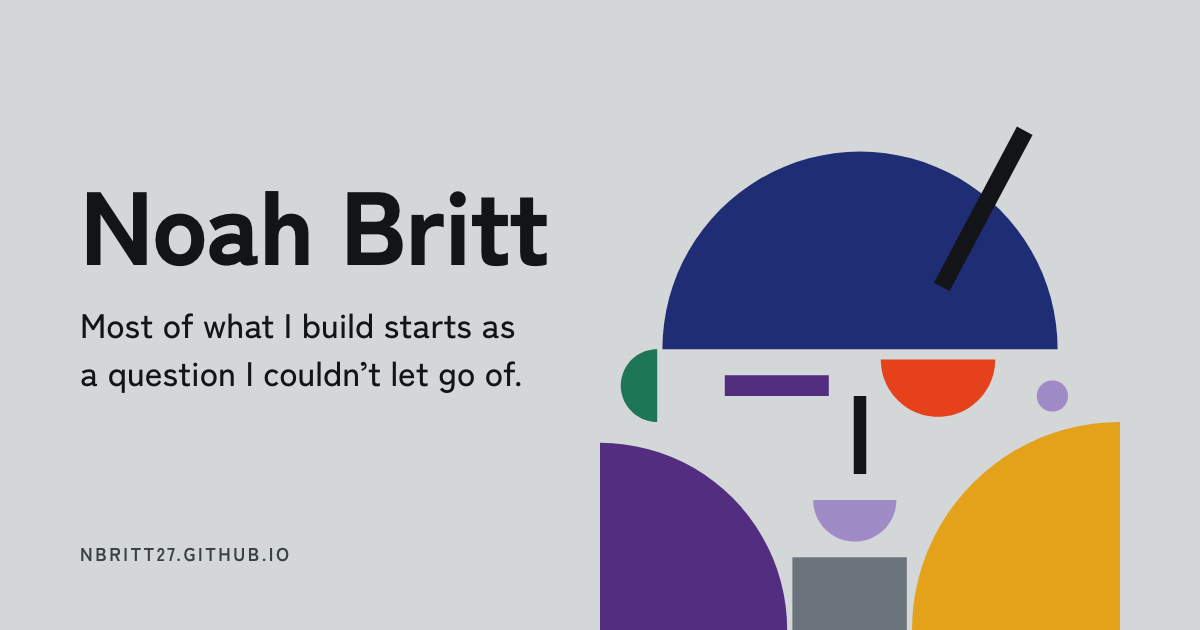 Noah Britt
Most of what I build starts as
a question I couldn’t let go of.
NBRITT27.GITHUB.IO